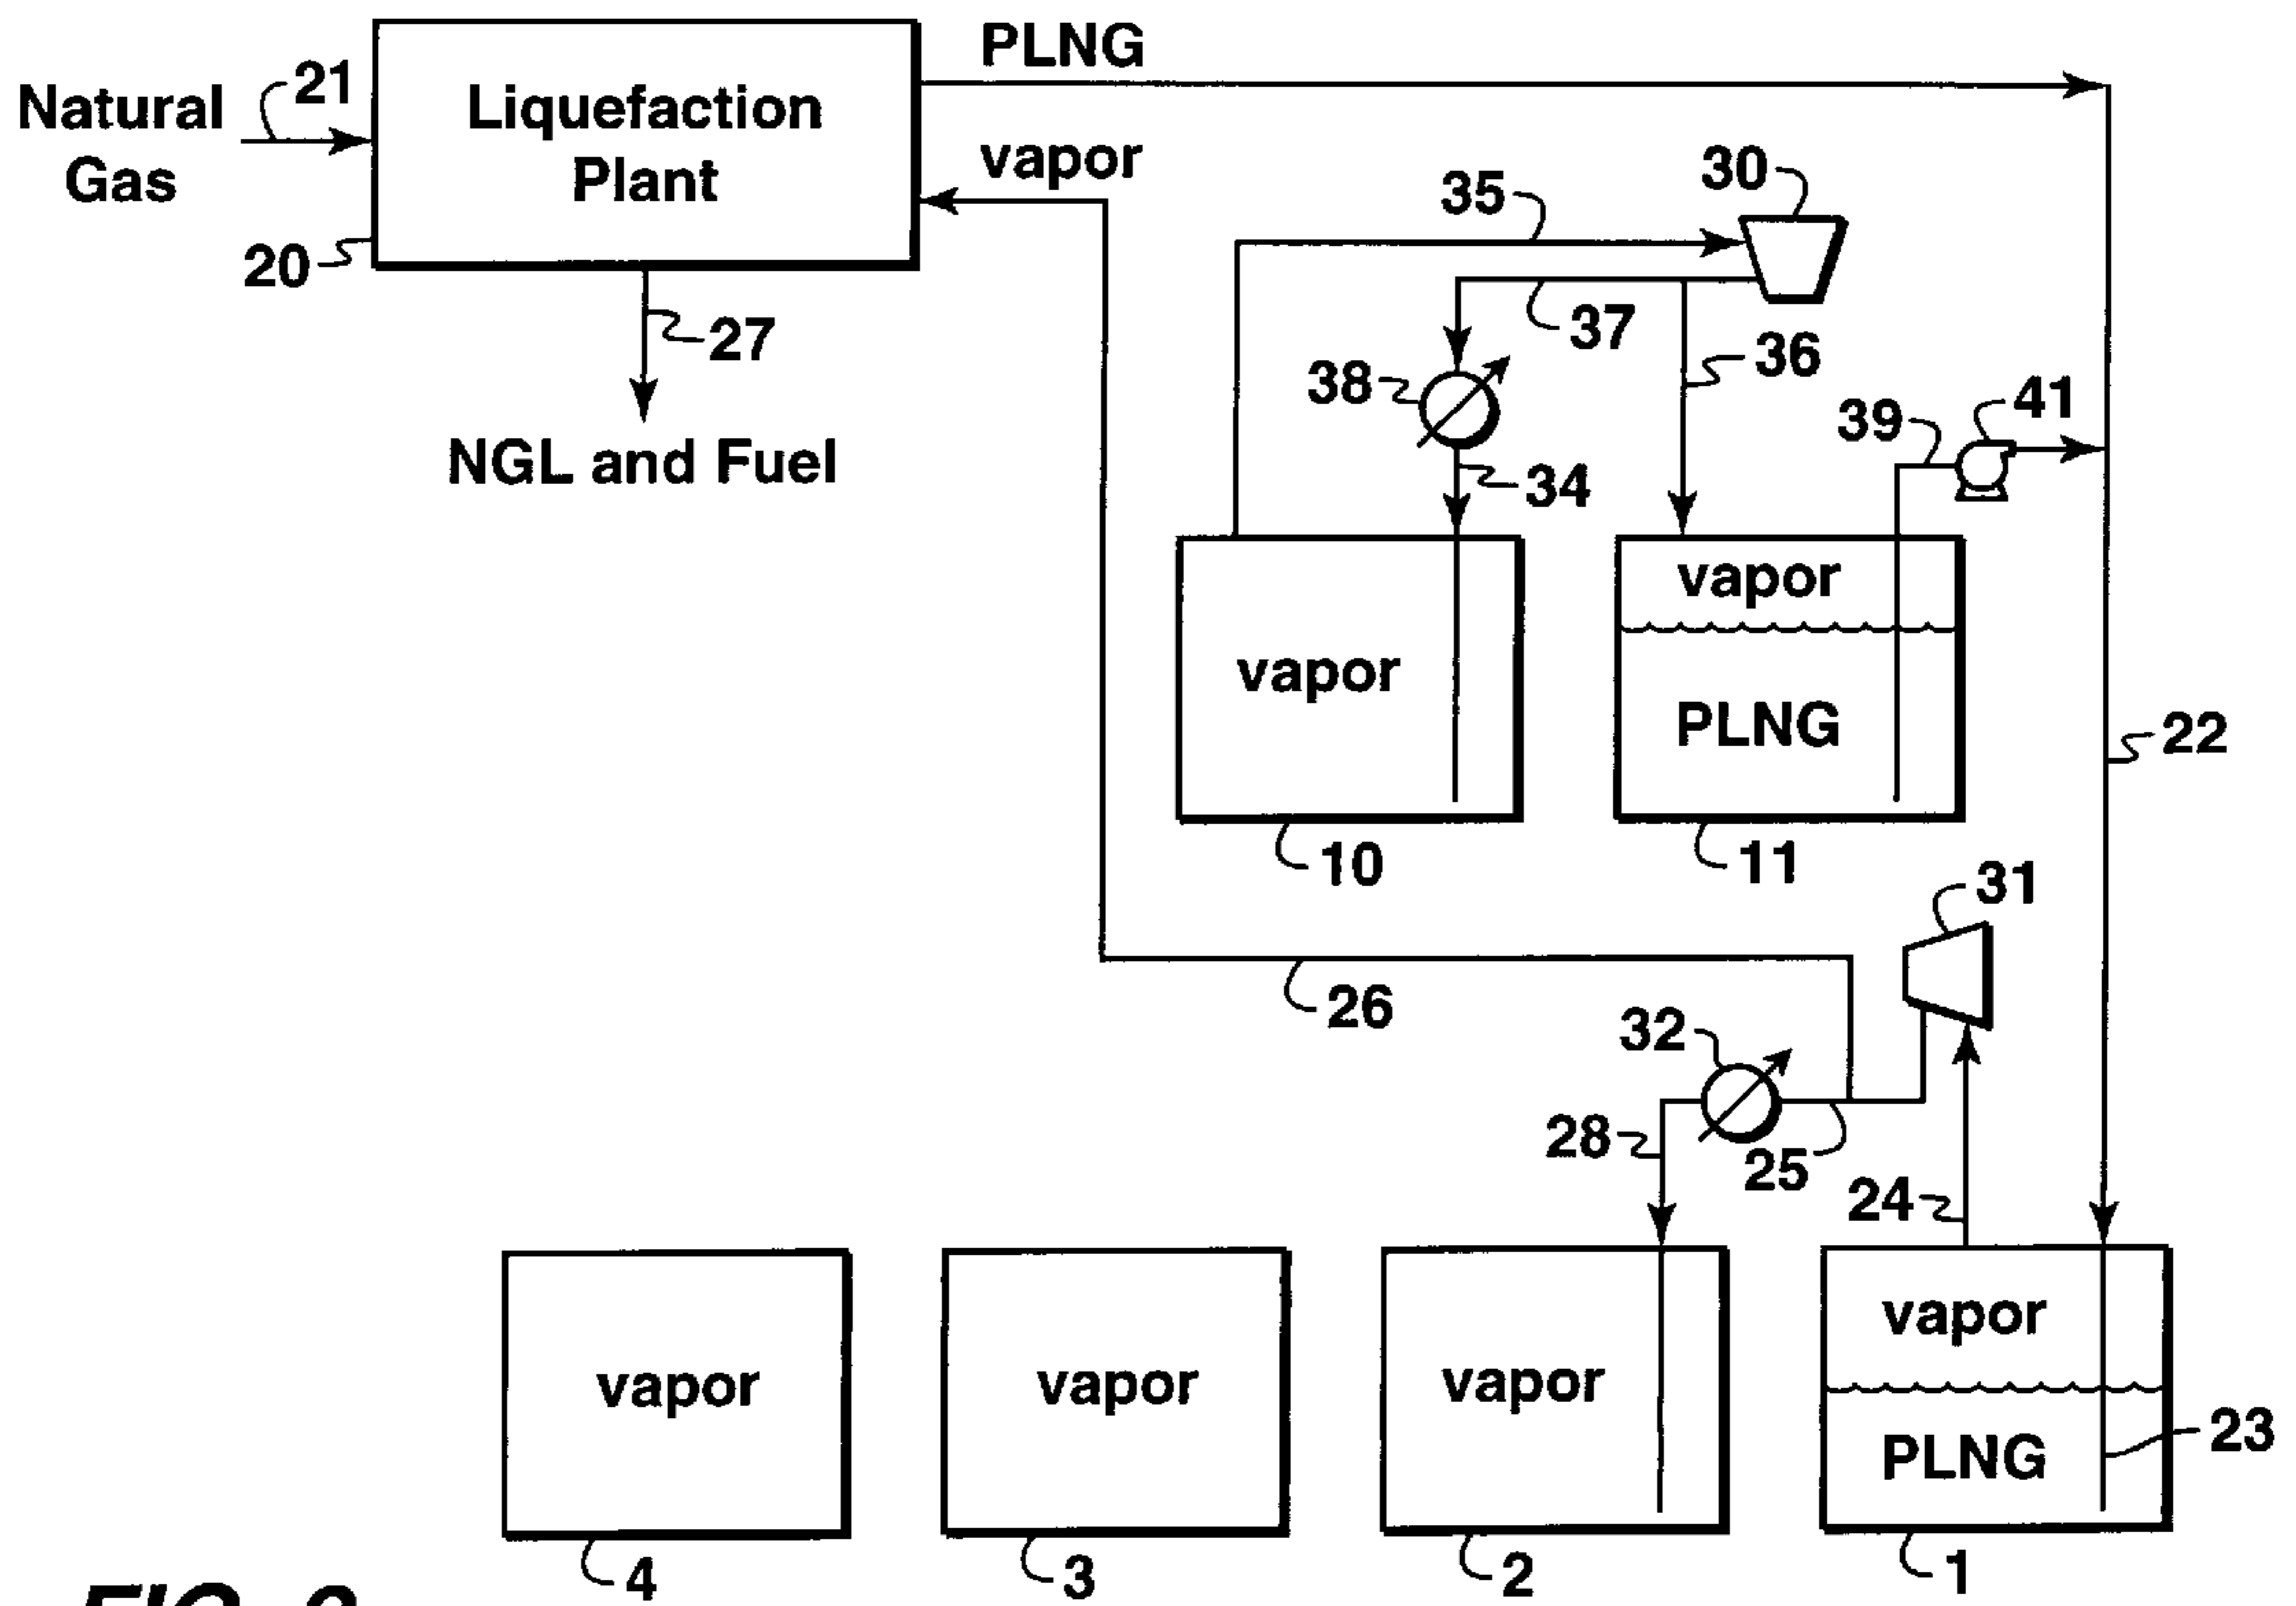 PLNG
Natural
Gas
21
Liquefaction
Plant
vapor
20
27
NGL and Fuel
35
30
37
36
38
34
39
41
vapor
vapor
PLNG
22
10
11
31
26
32
28
25
24
vapor
vapor
vapor
vapor
PLNG
23
4
3
2
1